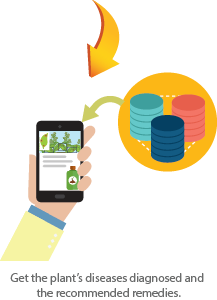 Get the plant's diseases diagnosed and
the recommended remedies.